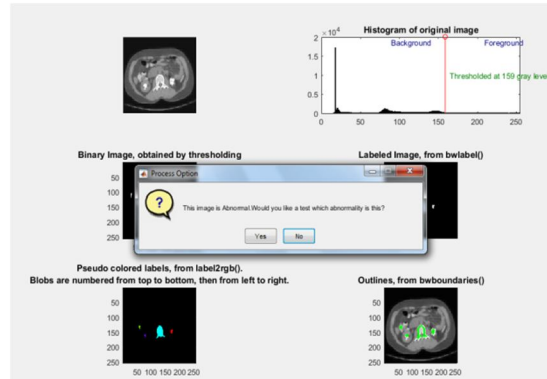 Histogram of original image
×10^4
Background Foreground
Thresholded at 159 gray leve
2
1.5
1
0.5
0
0 50 100 150 200 250
Binary Image, obtained by thresholding
Labeled Image, from bwlabel()
50
100
150
200
250
Process Option
This image is Abnormal.Would you like a test which abnormality is this?
Yes No
Pseudo colored labels, from label2rgb().
Blobs are numbered from top to bottom, then from left to right.
Outlines, from bwboundaries()
50
100
150
200
250
50 100 150 200 250
50
100
150
200
250
50 100 150 200 250